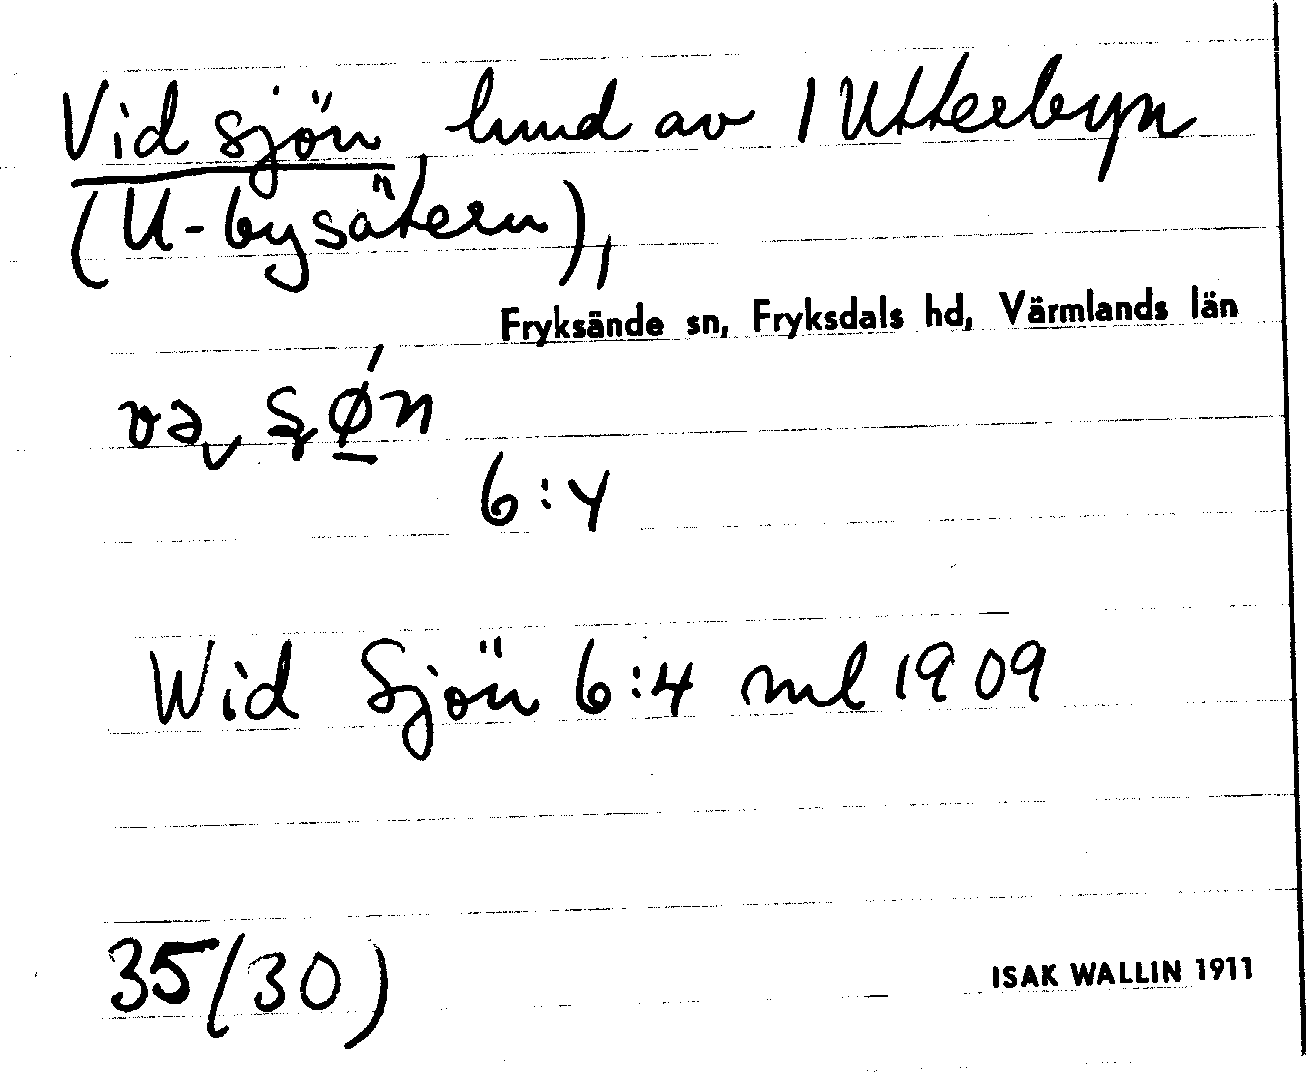 Vid sjön, hmd av 1 Utterbyn
(U-bysätern),
Fryksände sn, Fryksdals hd, Värmlands län
6:4
Wid Sjön 6:4 ml 1909
35(30)
ISAK WALLIN 1911